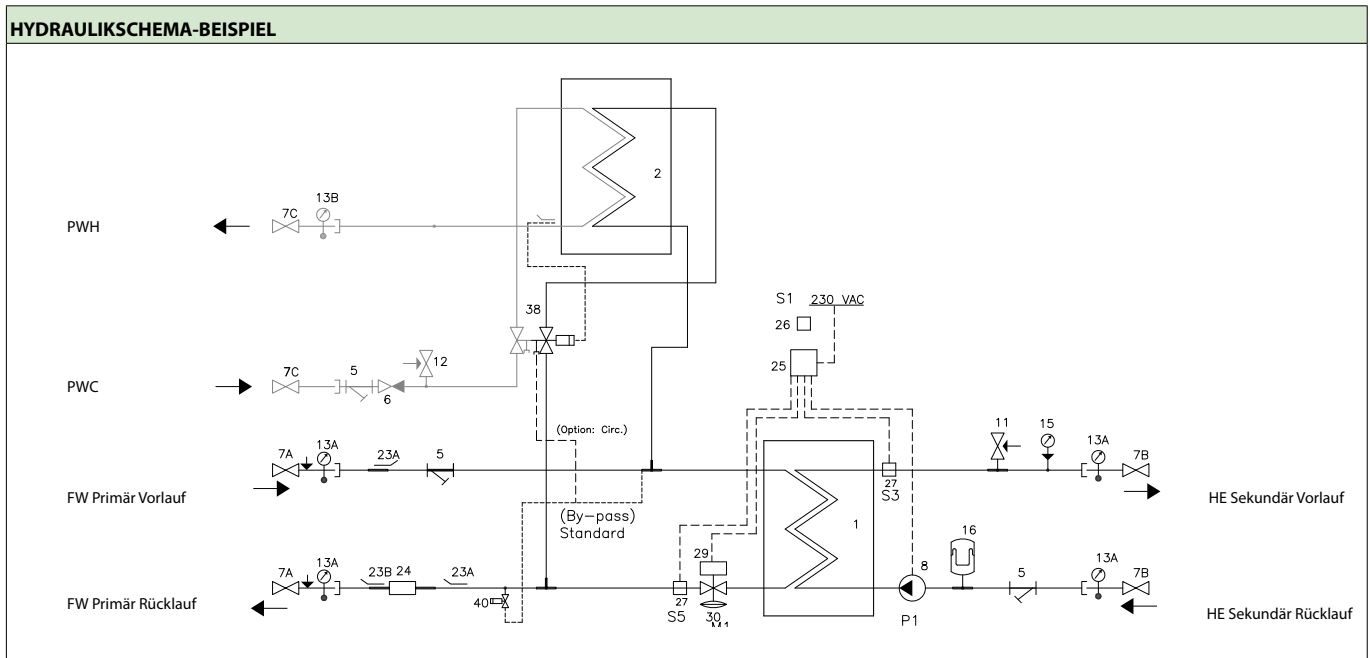 HYDRAULIKSCHEMA-BEISPIEL
2
PWH
7C
13B
38
S1 230 VAC
26
25
PWC
7C
5
6
12
(Option: Circ.)
7A
13A
23A
5
11
15
13A
7B
FW Primär Vorlauf
27
S3
HE Sekundär Vorlauf
(By-pass)
Standard
1
29
8
16
7A
13A
23B
24
23A
5
13A
7B
FW Primär Rücklauf
40
27
S5
30
M1
P1
HE Sekundär Rücklauf